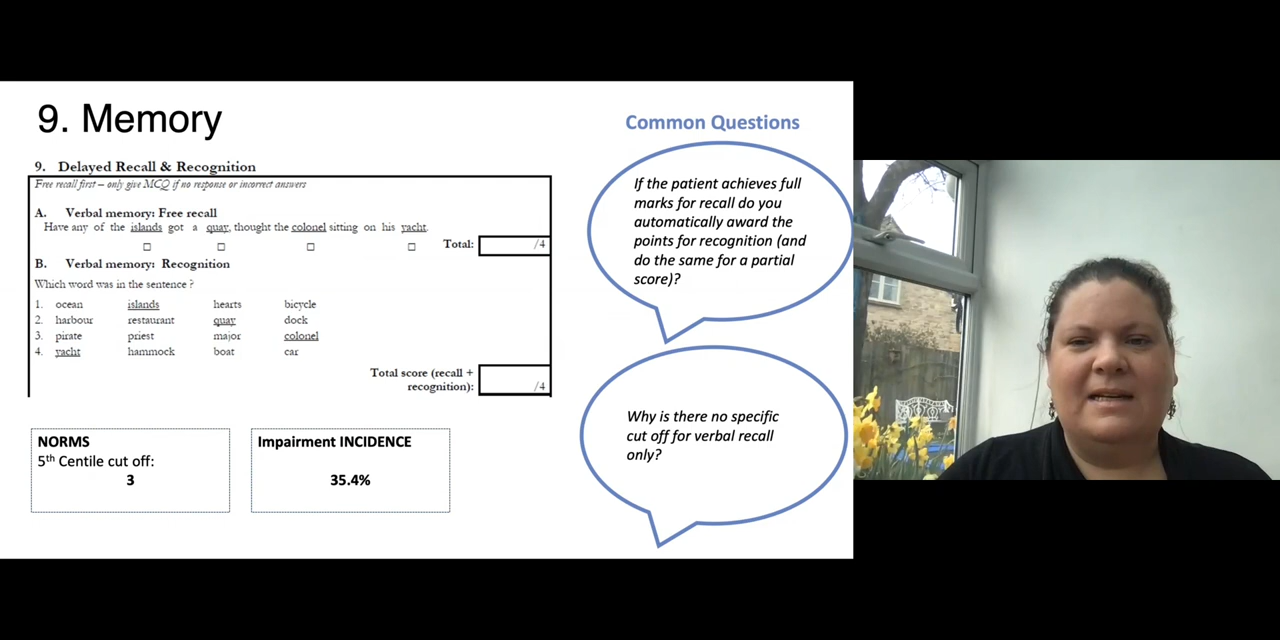 9. Memory
9. Delayed Recall & Recognition
Free recall first – only give MCQ if no response or incorrect answers
A. Verbal memory: Free recall
Have any of the islands got a quay, thought the colonel sitting on his yacht.
Total: /4
B. Verbal memory: Recognition
Which word was in the sentence ?
1. ocean islands hearts bicycle
2. harbour restaurant quay dock
3. pirate priest major colonel
4. yacht hammock boat car
Total score (recall +
recognition): /4
NORMS
5th Centile cut off:
3
Impairment INCIDENCE
35.4%
Common Questions
If the patient achieves full
marks for recall do you
automatically award the
points for recognition (and
do the same for a partial
score)?
Why is there no specific
cut off for verbal recall
only?